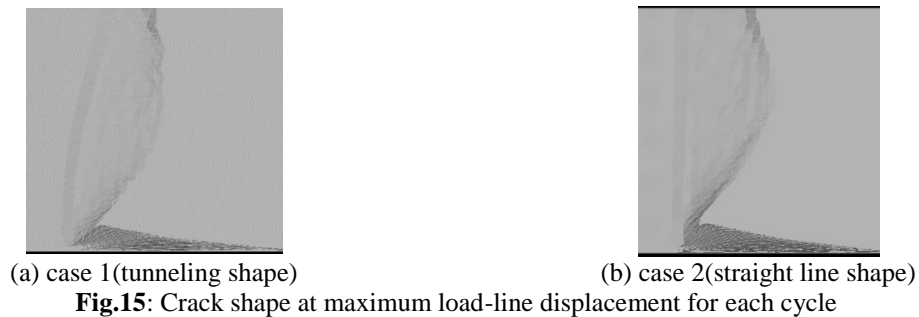 (a) case 1(tunneling shape)
(b) case 2(straight line shape)
Fig.15: Crack shape at maximum load-line displacement for each cycle